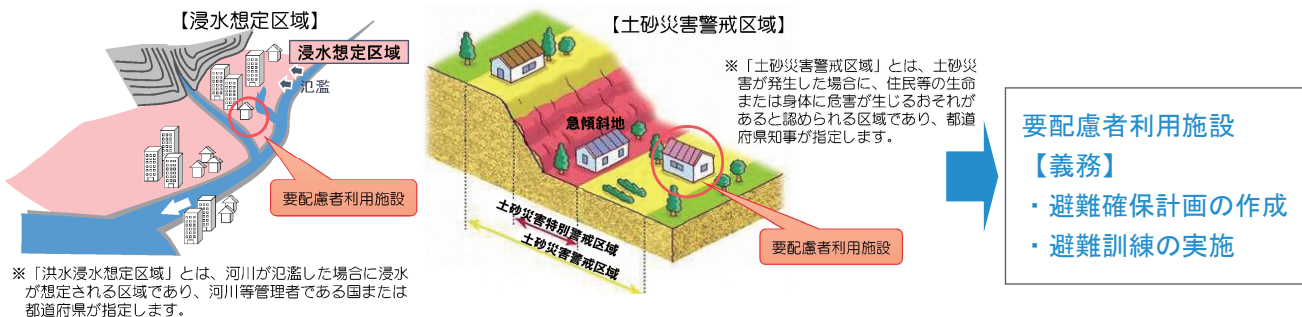 【浸水想定区域】
浸水想定区域
氾濫
要配慮者利用施設
※「洪水浸水想定区域」とは、河川が氾濫した場合に浸水
が想定される区域であり、河川等管理者である国または
都道府県が指定します。
【土砂災害警戒区域】
※「土砂災害警戒区域」とは、土砂災
害が発生した場合に、住民等の生命
または身体に危害が生じるおそれが
あると認められる区域であり、都道
府県知事が指定します。
急傾斜地
土砂災害特別警戒区域
土砂災害警戒区域
要配慮者利用施設
要配慮者利用施設
【義務】
・避難確保計画の作成
・避難訓練の実施